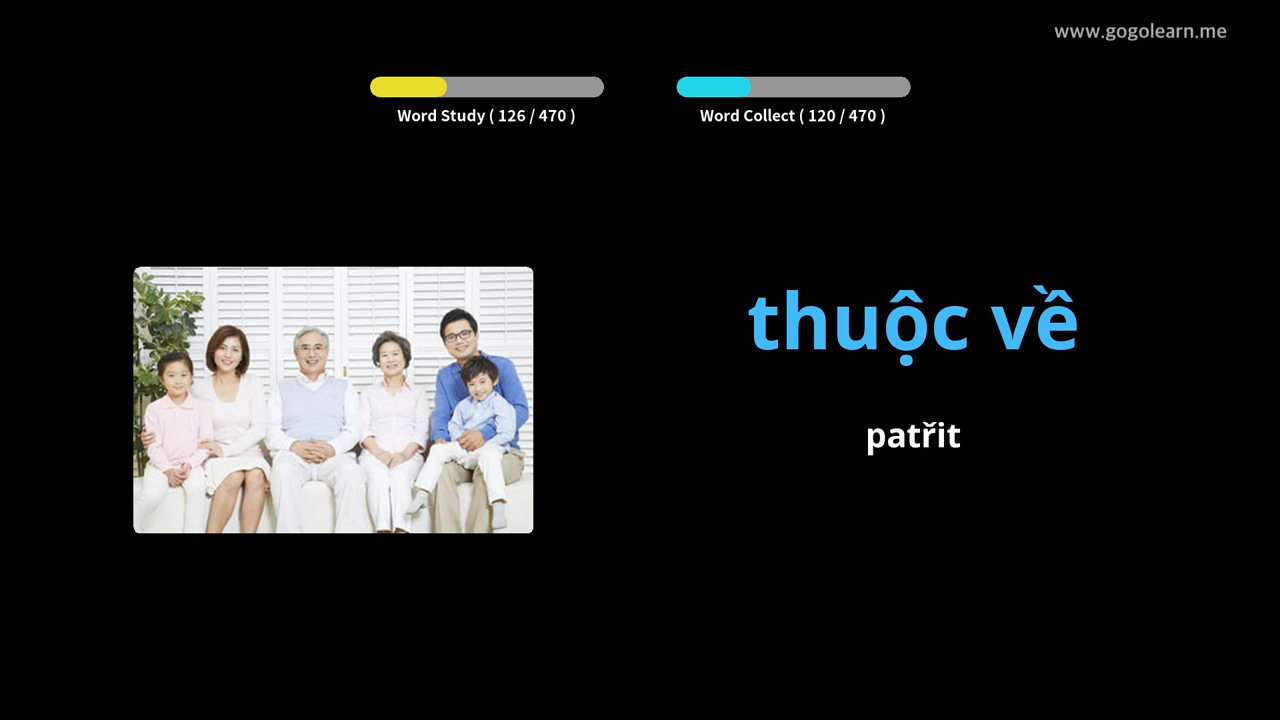 www.gogolearn.me
Word Study ( 126 / 470 )
Word Collect ( 120 / 470 )
thuộc về
patřit